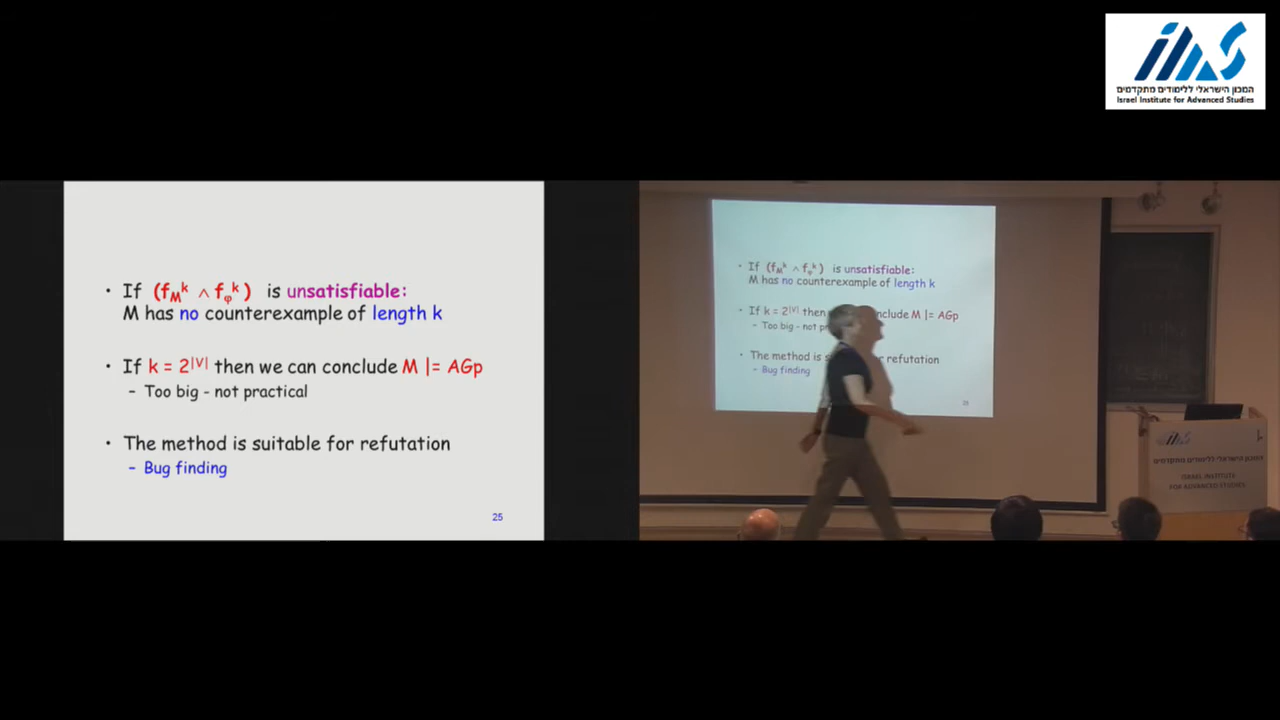 המכון הישראלי ללימודים מתקדמים
Israel Institute for Advanced Studies
• If (f_M^k ∧ f_φ^k) is unsatisfiable:
M has no counterexample of length k
• If k = 2^|V| then we can conclude M |= AGp
– Too big - not practical
• The method is suitable for refutation
– Bug finding
25
• If (f_M^k ∧ f_φ^k) is unsatisfiable:
M has no counterexample of length k
• If k = 2^|V| then conclude M |= AGp
– Too big - not
• The method is for refutation
– Bug finding
25
המכון הישראלי ללימודים מתקדמים
ISRAEL INSTITUTE
FOR ADVANCED STUDIES